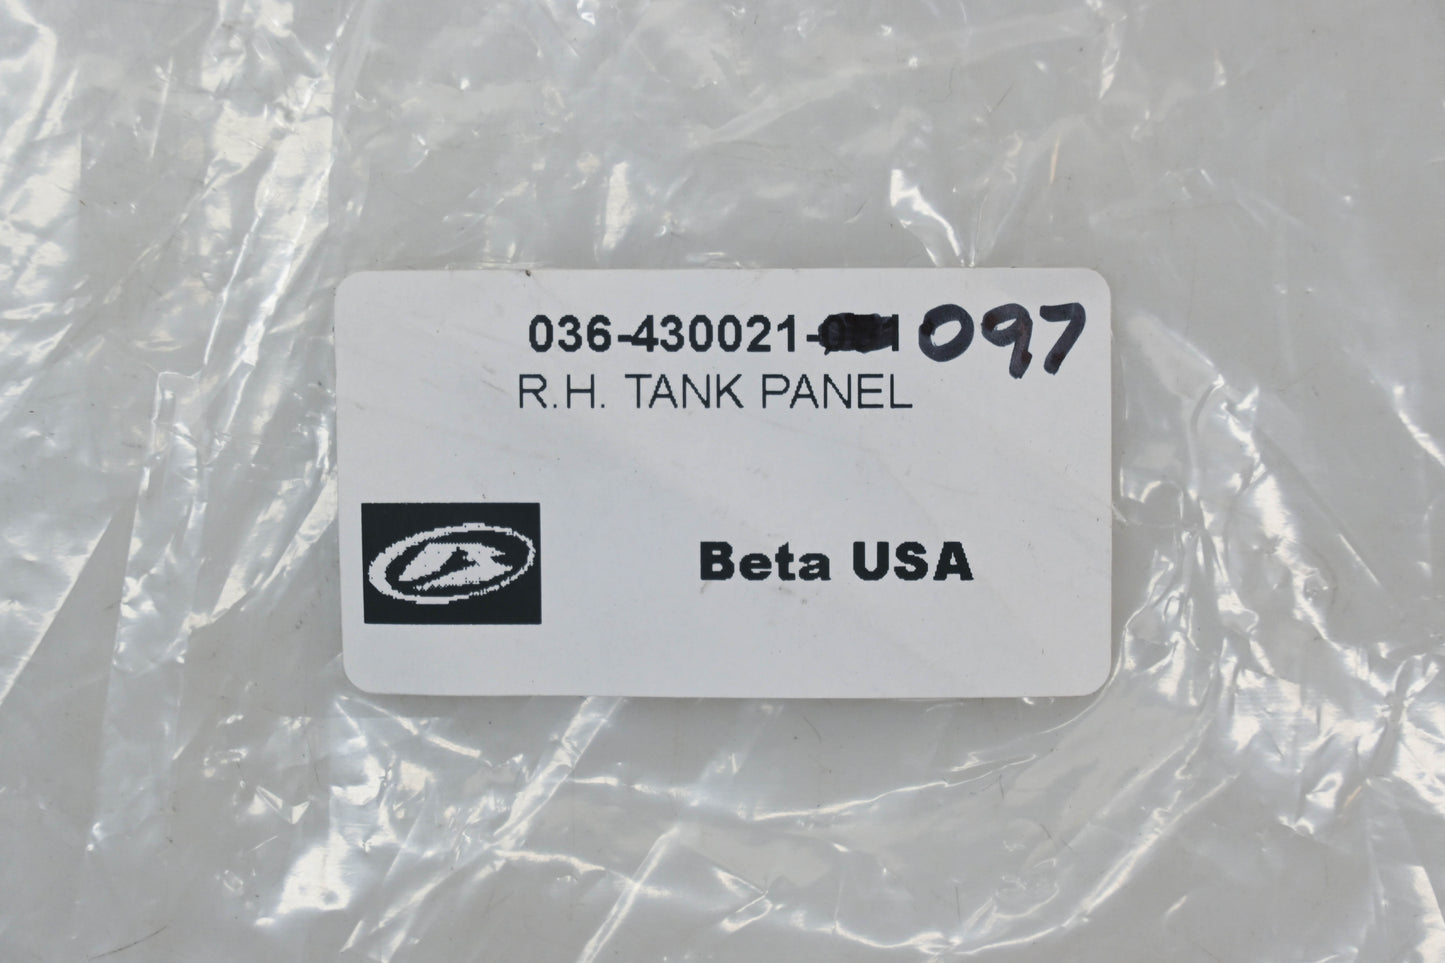 036-430021- 097
R.H. TANK PANEL
Beta USA